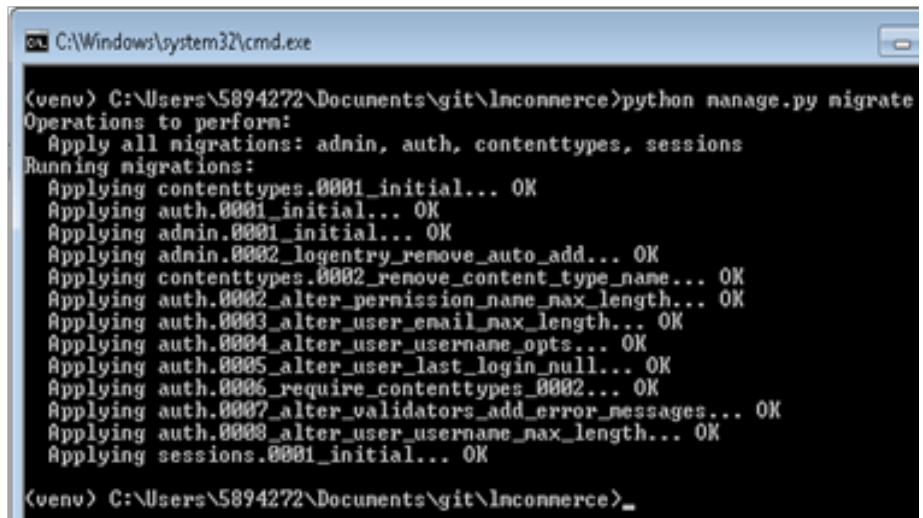 C:\Windows\system32\cmd.exe
(venv) C:\Users\5894272\Documents\git\lmcommerce>python manage.py migrate
Operations to perform:
  Apply all migrations: admin, auth, contenttypes, sessions
Running migrations:
  Applying contenttypes.0001_initial... OK
  Applying auth.0001_initial... OK
  Applying admin.0001_initial... OK
  Applying admin.0002_logentry_remove_auto_add... OK
  Applying contenttypes.0002_remove_content_type_name... OK
  Applying auth.0002_alter_permission_name_max_length... OK
  Applying auth.0003_alter_user_email_max_length... OK
  Applying auth.0004_alter_user_username_opts... OK
  Applying auth.0005_alter_user_last_login_null... OK
  Applying auth.0006_require_contenttypes_0002... OK
  Applying auth.0007_alter_validators_add_error_messages... OK
  Applying auth.0008_alter_user_username_max_length... OK
  Applying sessions.0001_initial... OK
(venv) C:\Users\5894272\Documents\git\lmcommerce>_